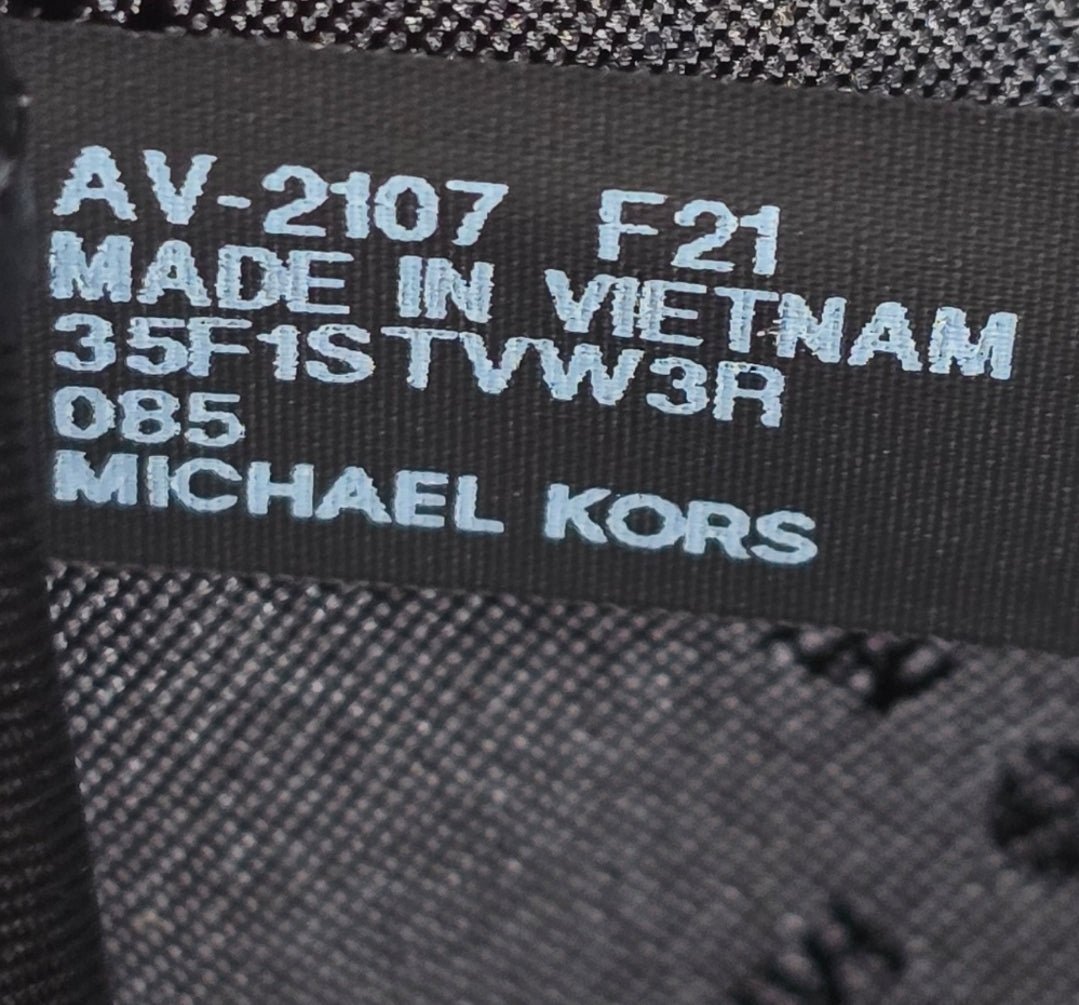 AV-2107 F21
MADE IN VIETNAM
35F1STVW3R
085
MICHAEL KORS